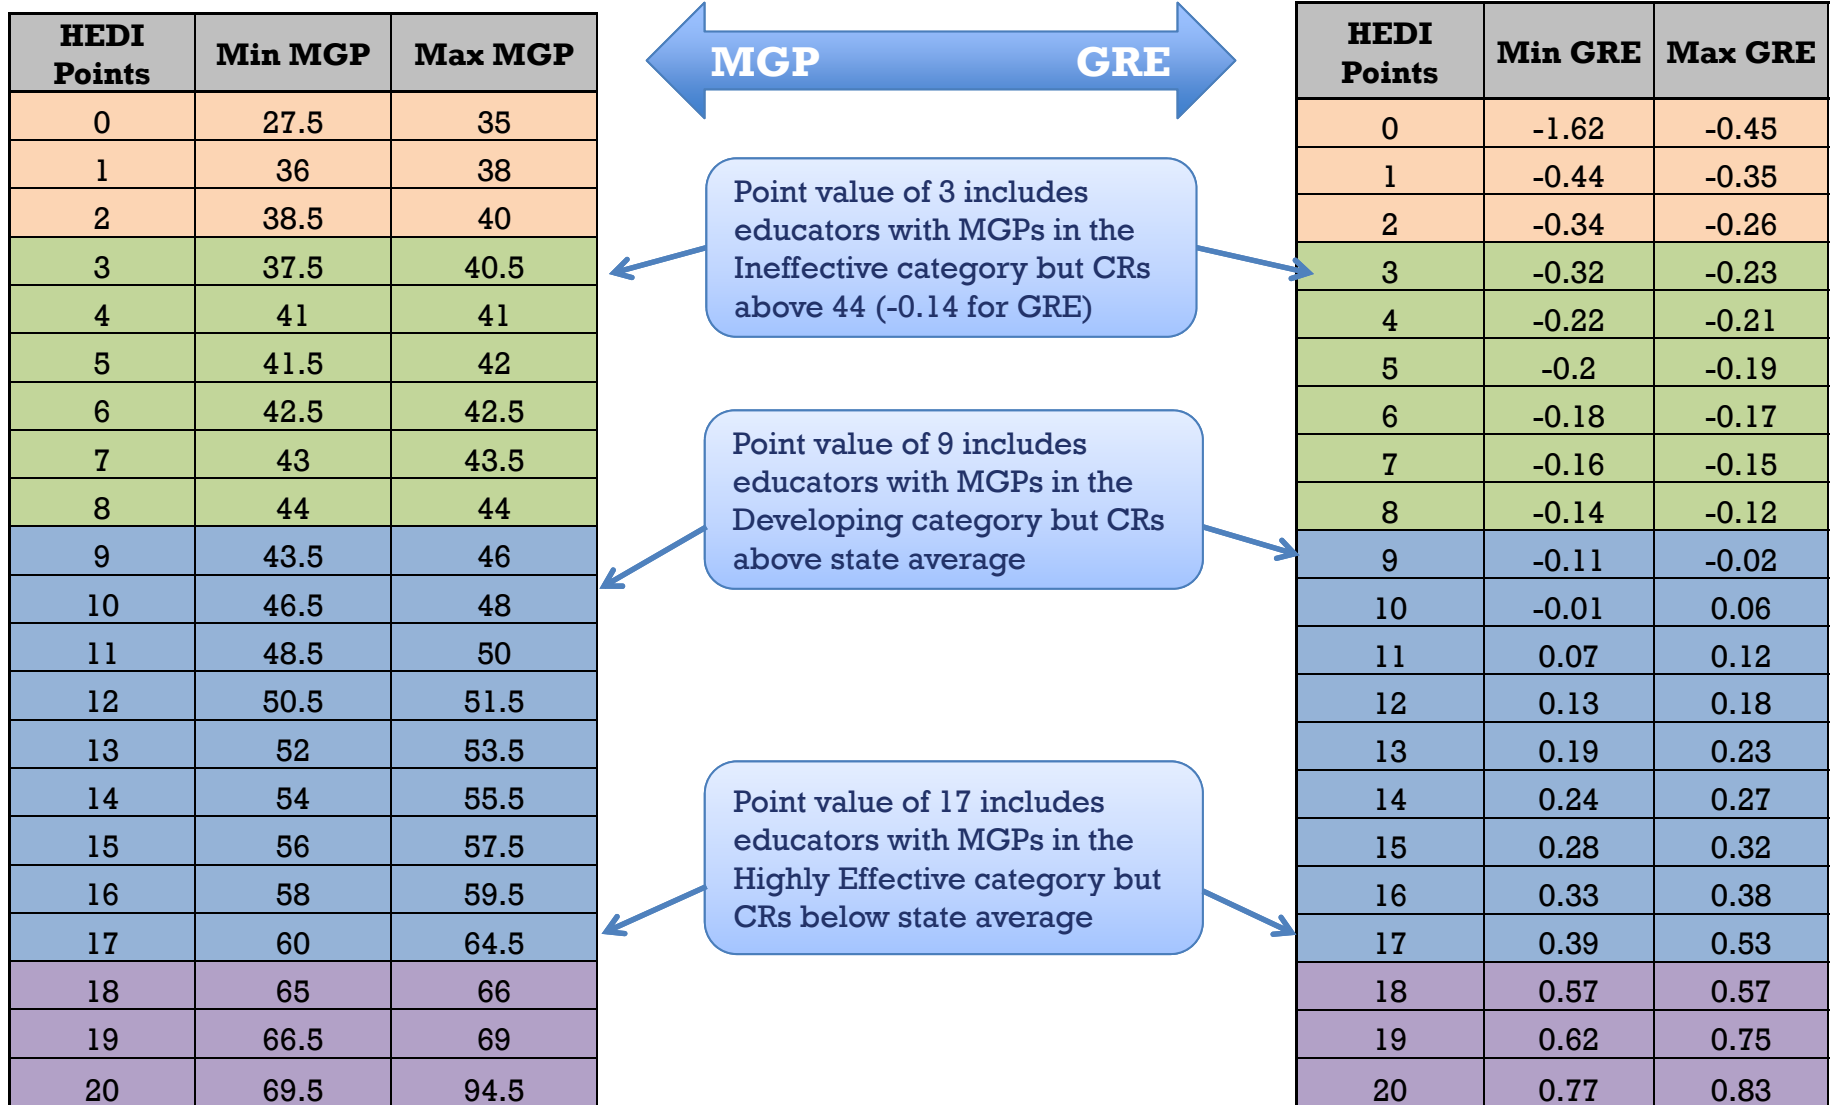 HEDI Points Min MGP Max MGP
0 27.5 35
1 36 38
2 38.5 40
3 37.5 40.5
4 41 41
5 41.5 42
6 42.5 42.5
7 43 43.5
8 44 44
9 43.5 46
10 46.5 48
11 48.5 50
12 50.5 51.5
13 52 53.5
14 54 55.5
15 56 57.5
16 58 59.5
17 60 64.5
18 65 66
19 66.5 69
20 69.5 94.5
MGP GRE
Point value of 3 includes
educators with MGPs in the
Ineffective category but CRs
above 44 (-0.14 for GRE)
Point value of 9 includes
educators with MGPs in the
Developing category but CRs
above state average
Point value of 17 includes
educators with MGPs in the
Highly Effective category but
CRs below state average
HEDI Points Min GRE Max GRE
0 -1.62 -0.45
1 -0.44 -0.35
2 -0.34 -0.26
3 -0.32 -0.23
4 -0.22 -0.21
5 -0.2 -0.19
6 -0.18 -0.17
7 -0.16 -0.15
8 -0.14 -0.12
9 -0.11 -0.02
10 -0.01 0.06
11 0.07 0.12
12 0.13 0.18
13 0.19 0.23
14 0.24 0.27
15 0.28 0.32
16 0.33 0.38
17 0.39 0.53
18 0.57 0.57
19 0.62 0.75
20 0.77 0.83